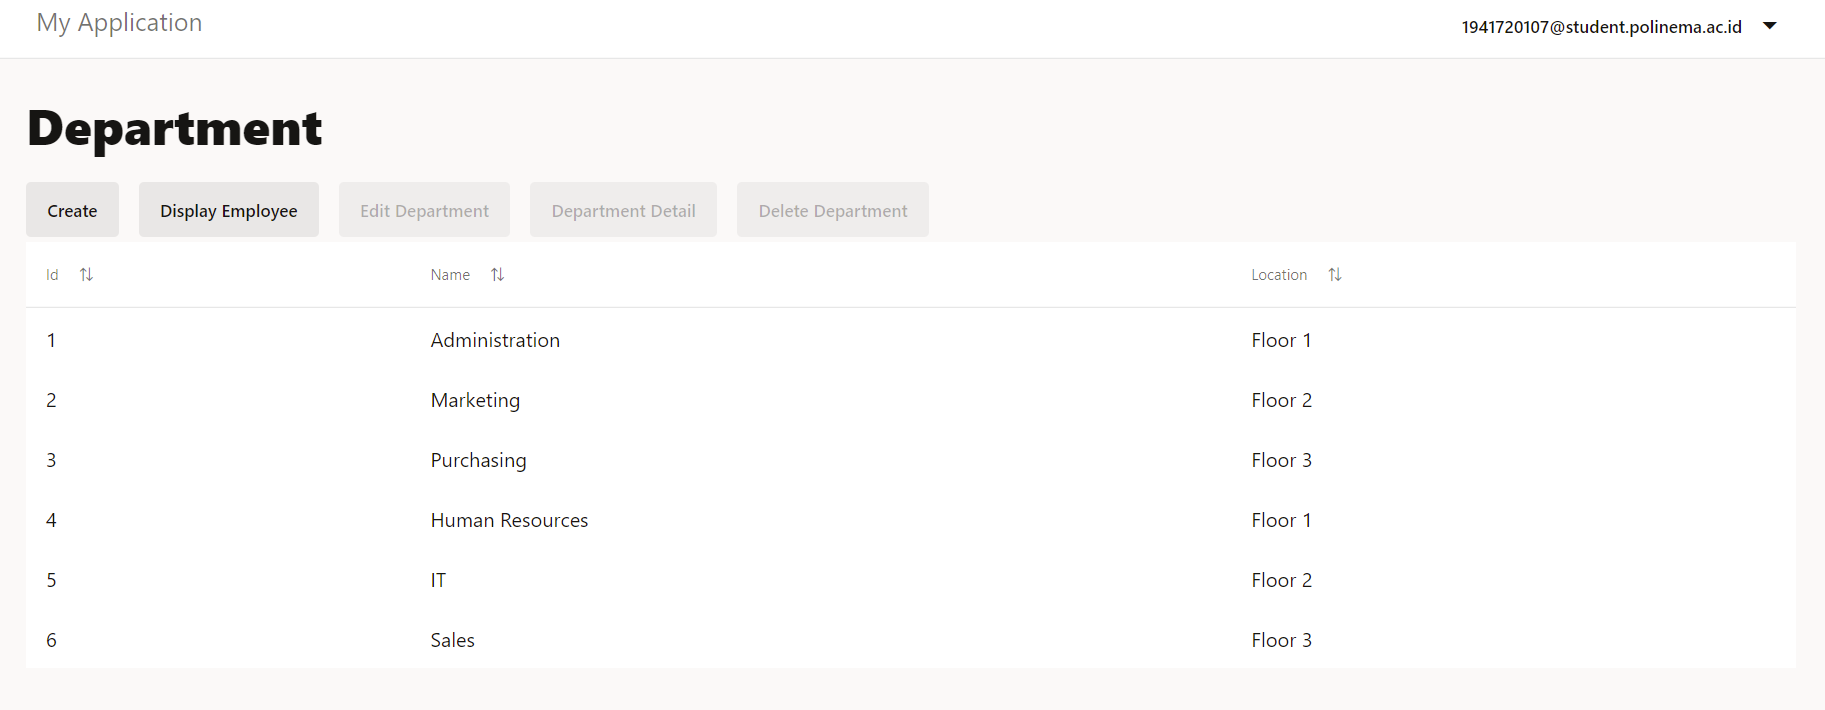 My Application
1941720107@student.polinema.ac.id
Department
Create Display Employee Edit Department Department Detail Delete Department
Id Name Location
1 Administration Floor 1
2 Marketing Floor 2
3 Purchasing Floor 3
4 Human Resources Floor 1
5 IT Floor 2
6 Sales Floor 3